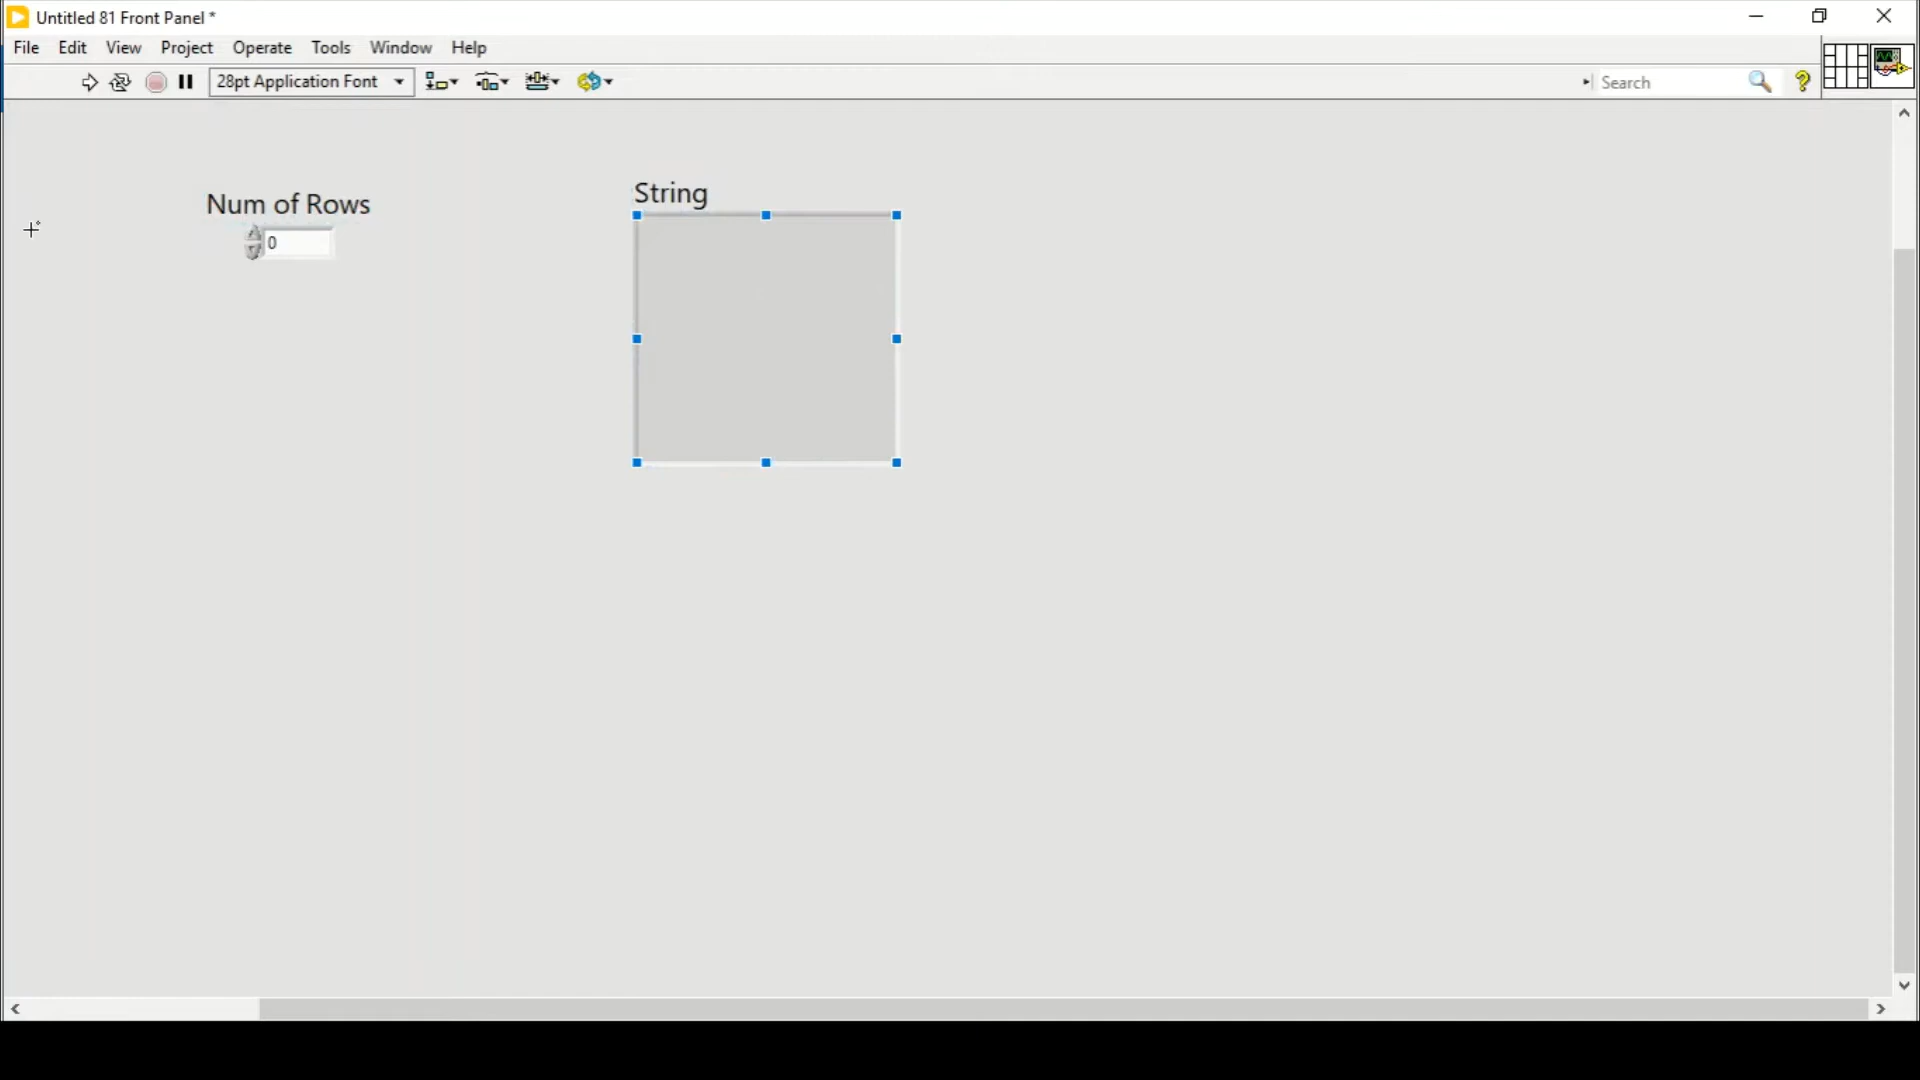 Untitled 81 Front Panel *
File Edit View Project Operate Tools Window Help
28pt Application Font
Search
?
Num of Rows
0
String